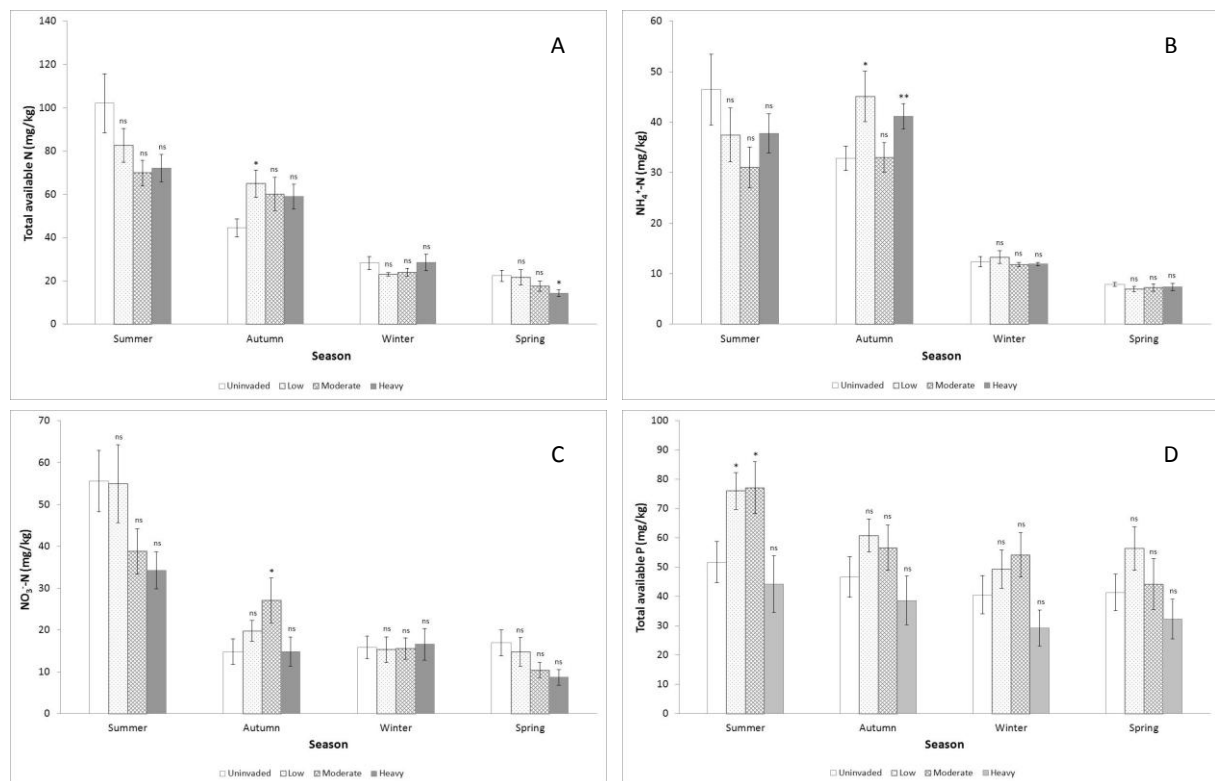 A
140
120
100
80
60
40
20
0
Total available N (mg/kg)
ns
ns
ns
*
ns
ns
ns
ns
ns
ns
ns
*
Summer Autumn Winter Spring
Season
Uninvaded Low Moderate Heavy
B
60
50
40
30
20
10
0
NH₄⁺-N (mg/kg)
ns
ns
ns
*
ns
**
ns
ns
ns
ns
ns
ns
Summer Autumn Winter Spring
Season
Uninvaded Low Moderate Heavy
C
70
60
50
40
30
20
10
0
NO₃⁻-N (mg/kg)
ns
ns
ns
ns
*
ns
ns
ns
ns
ns
ns
ns
Summer Autumn Winter Spring
Season
Uninvaded Low Moderate Heavy
D
100
90
80
70
60
50
40
30
20
10
0
Total available P (mg/kg)
*
*
ns
ns
ns
ns
ns
ns
ns
ns
ns
ns
Summer Autumn Winter Spring
Season
Uninvaded Low Moderate Heavy